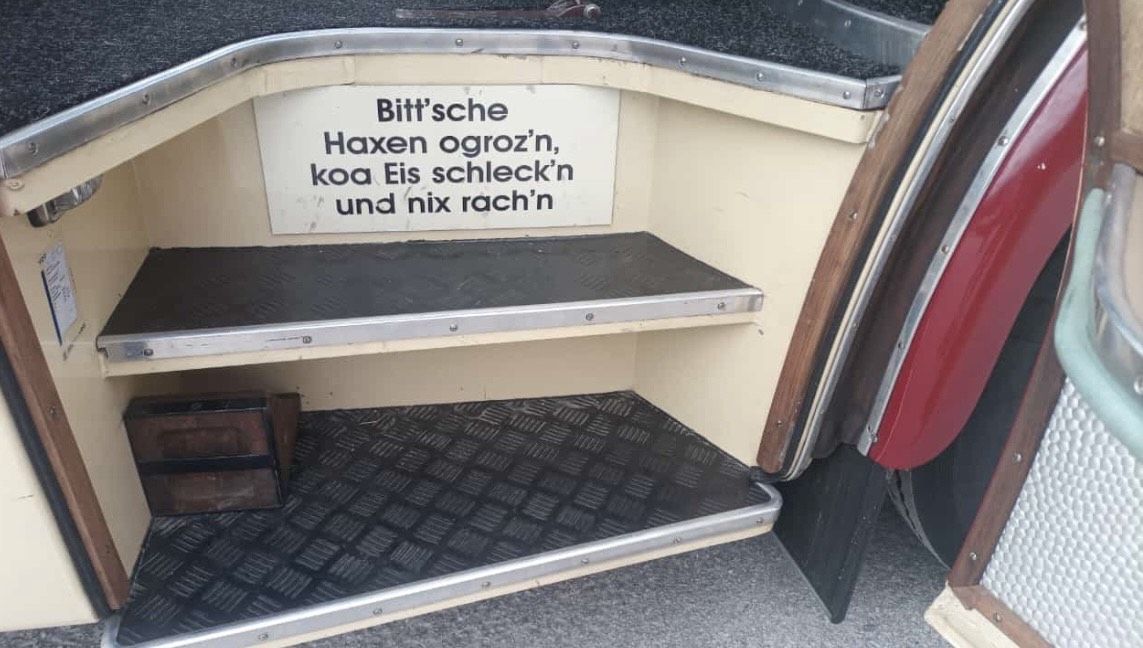 Bitt'sche
Haxen ogroz'n,
koa Eis schleck'n
und nix rach'n